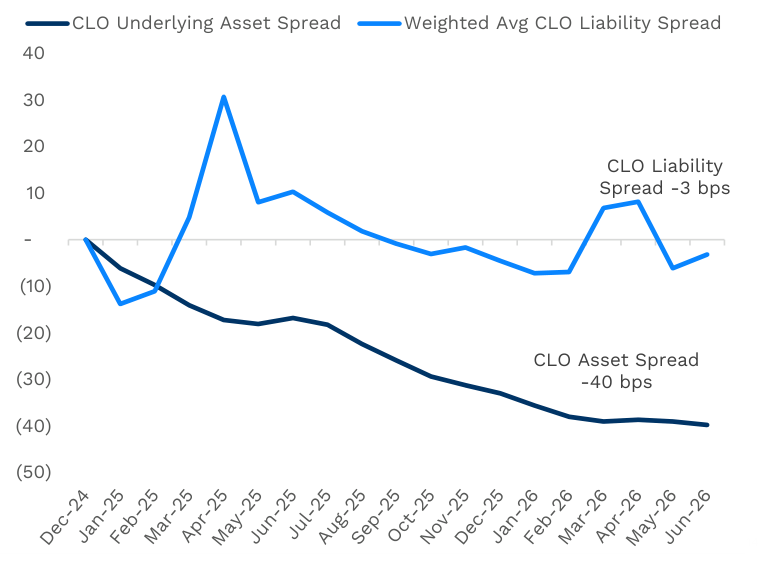 CLO Underlying Asset Spread
Weighted Avg CLO Liability Spread
40
30
20
10
-
(10)
(20)
(30)
(40)
(50)
CLO Liability
Spread -3 bps
CLO Asset Spread
-40 bps
Dec-24
Jan-25
Feb-25
Mar-25
Apr-25
May-25
Jun-25
Jul-25
Aug-25
Sep-25
Oct-25
Nov-25
Dec-25
Jan-26
Feb-26
Mar-26
Apr-26
May-26
Jun-26